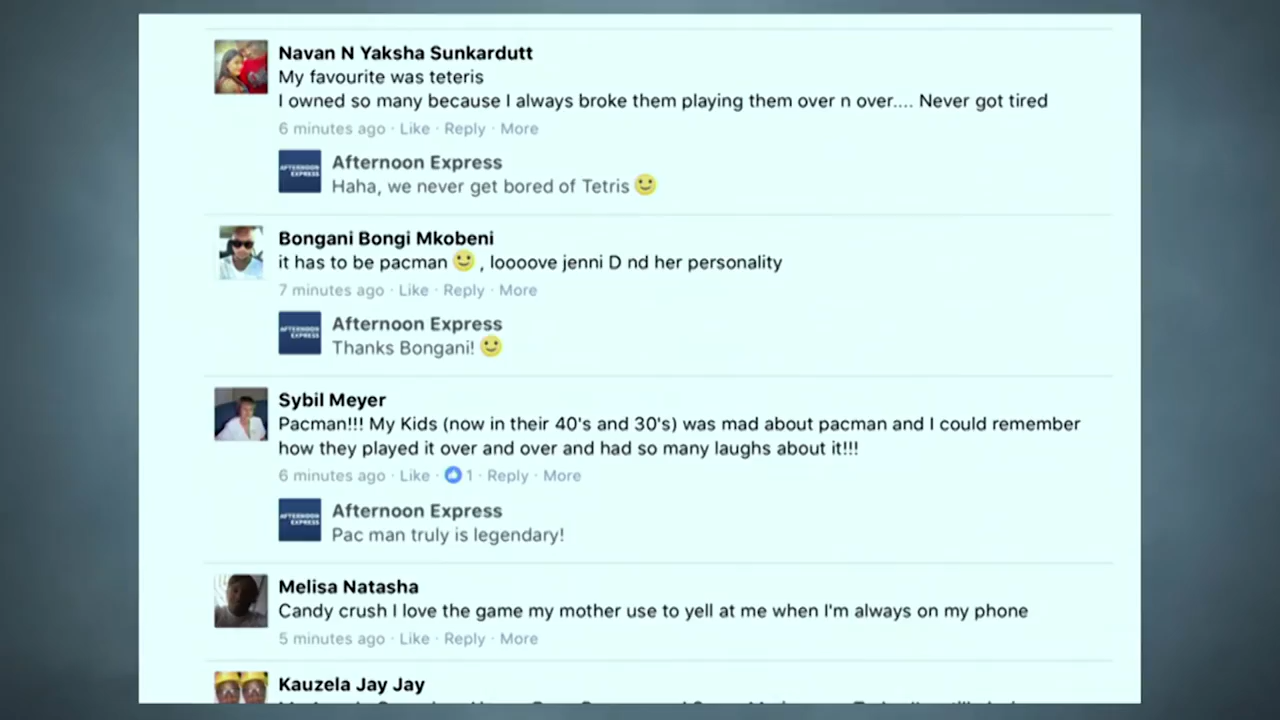 Navan N Yaksha Sunkardutt
My favourite was teteris
I owned so many because I always broke them playing them over n over.... Never got tired
6 minutes ago · Like · Reply · More
AFTERNOON EXPRESS
Afternoon Express
Haha, we never get bored of Tetris
Bongani Bongi Mkobeni
it has to be pacman , loooove jenni D nd her personality
7 minutes ago · Like · Reply · More
AFTERNOON EXPRESS
Afternoon Express
Thanks Bongani!
Sybil Meyer
Pacman!!! My Kids (now in their 40's and 30's) was mad about pacman and I could remember
how they played it over and over and had so many laughs about it!!!
6 minutes ago · Like · 1 · Reply · More
AFTERNOON EXPRESS
Afternoon Express
Pac man truly is legendary!
Melisa Natasha
Candy crush I love the game my mother use to yell at me when I'm always on my phone
5 minutes ago · Like · Reply · More
Kauzela Jay Jay